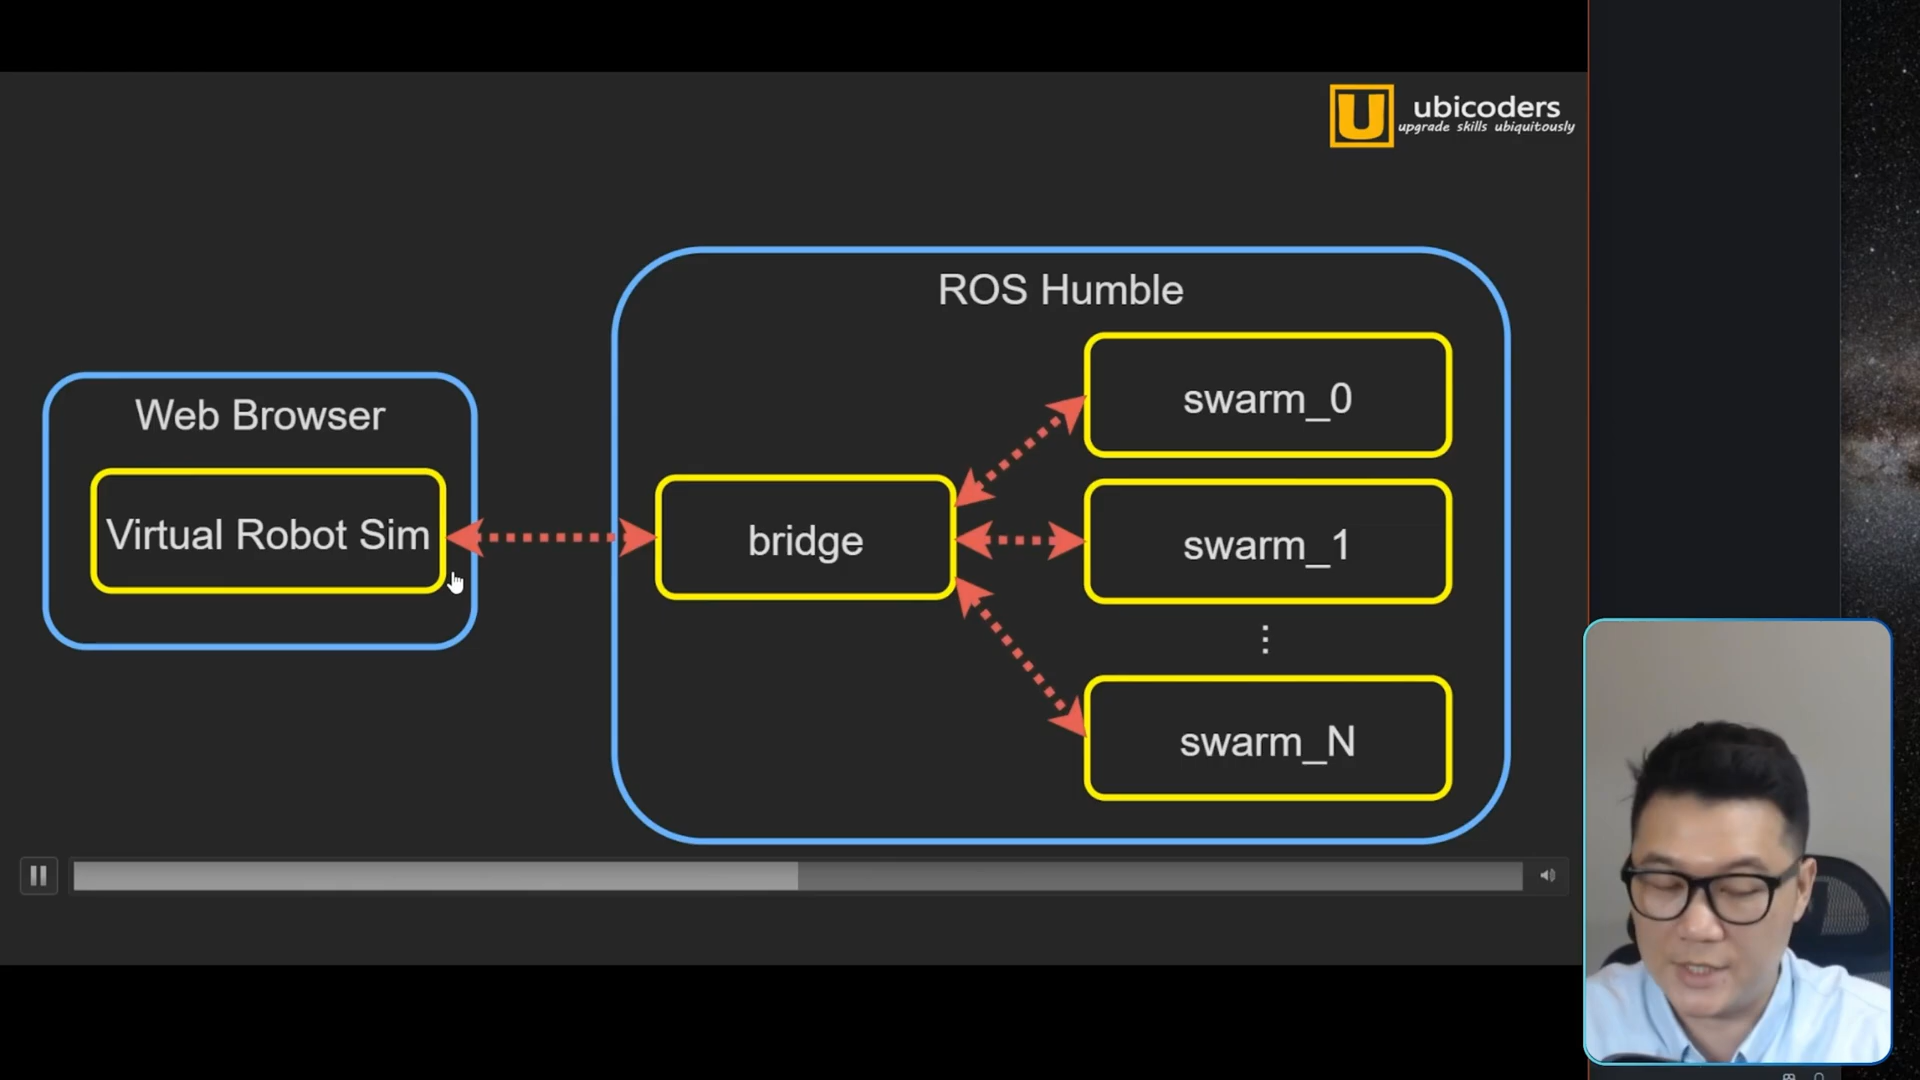 U
ubicoders
upgrade skills ubiquitously
ROS Humble
swarm_0
Web Browser
Virtual Robot Sim
bridge
swarm_1
⋮
swarm_N